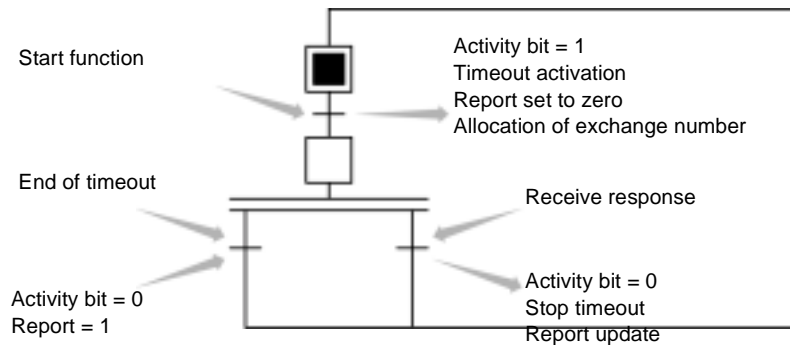 Start function
Activity bit = 1
Timeout activation
Report set to zero
Allocation of exchange number
End of timeout
Receive response
Activity bit = 0
Report = 1
Activity bit = 0
Stop timeout
Report update